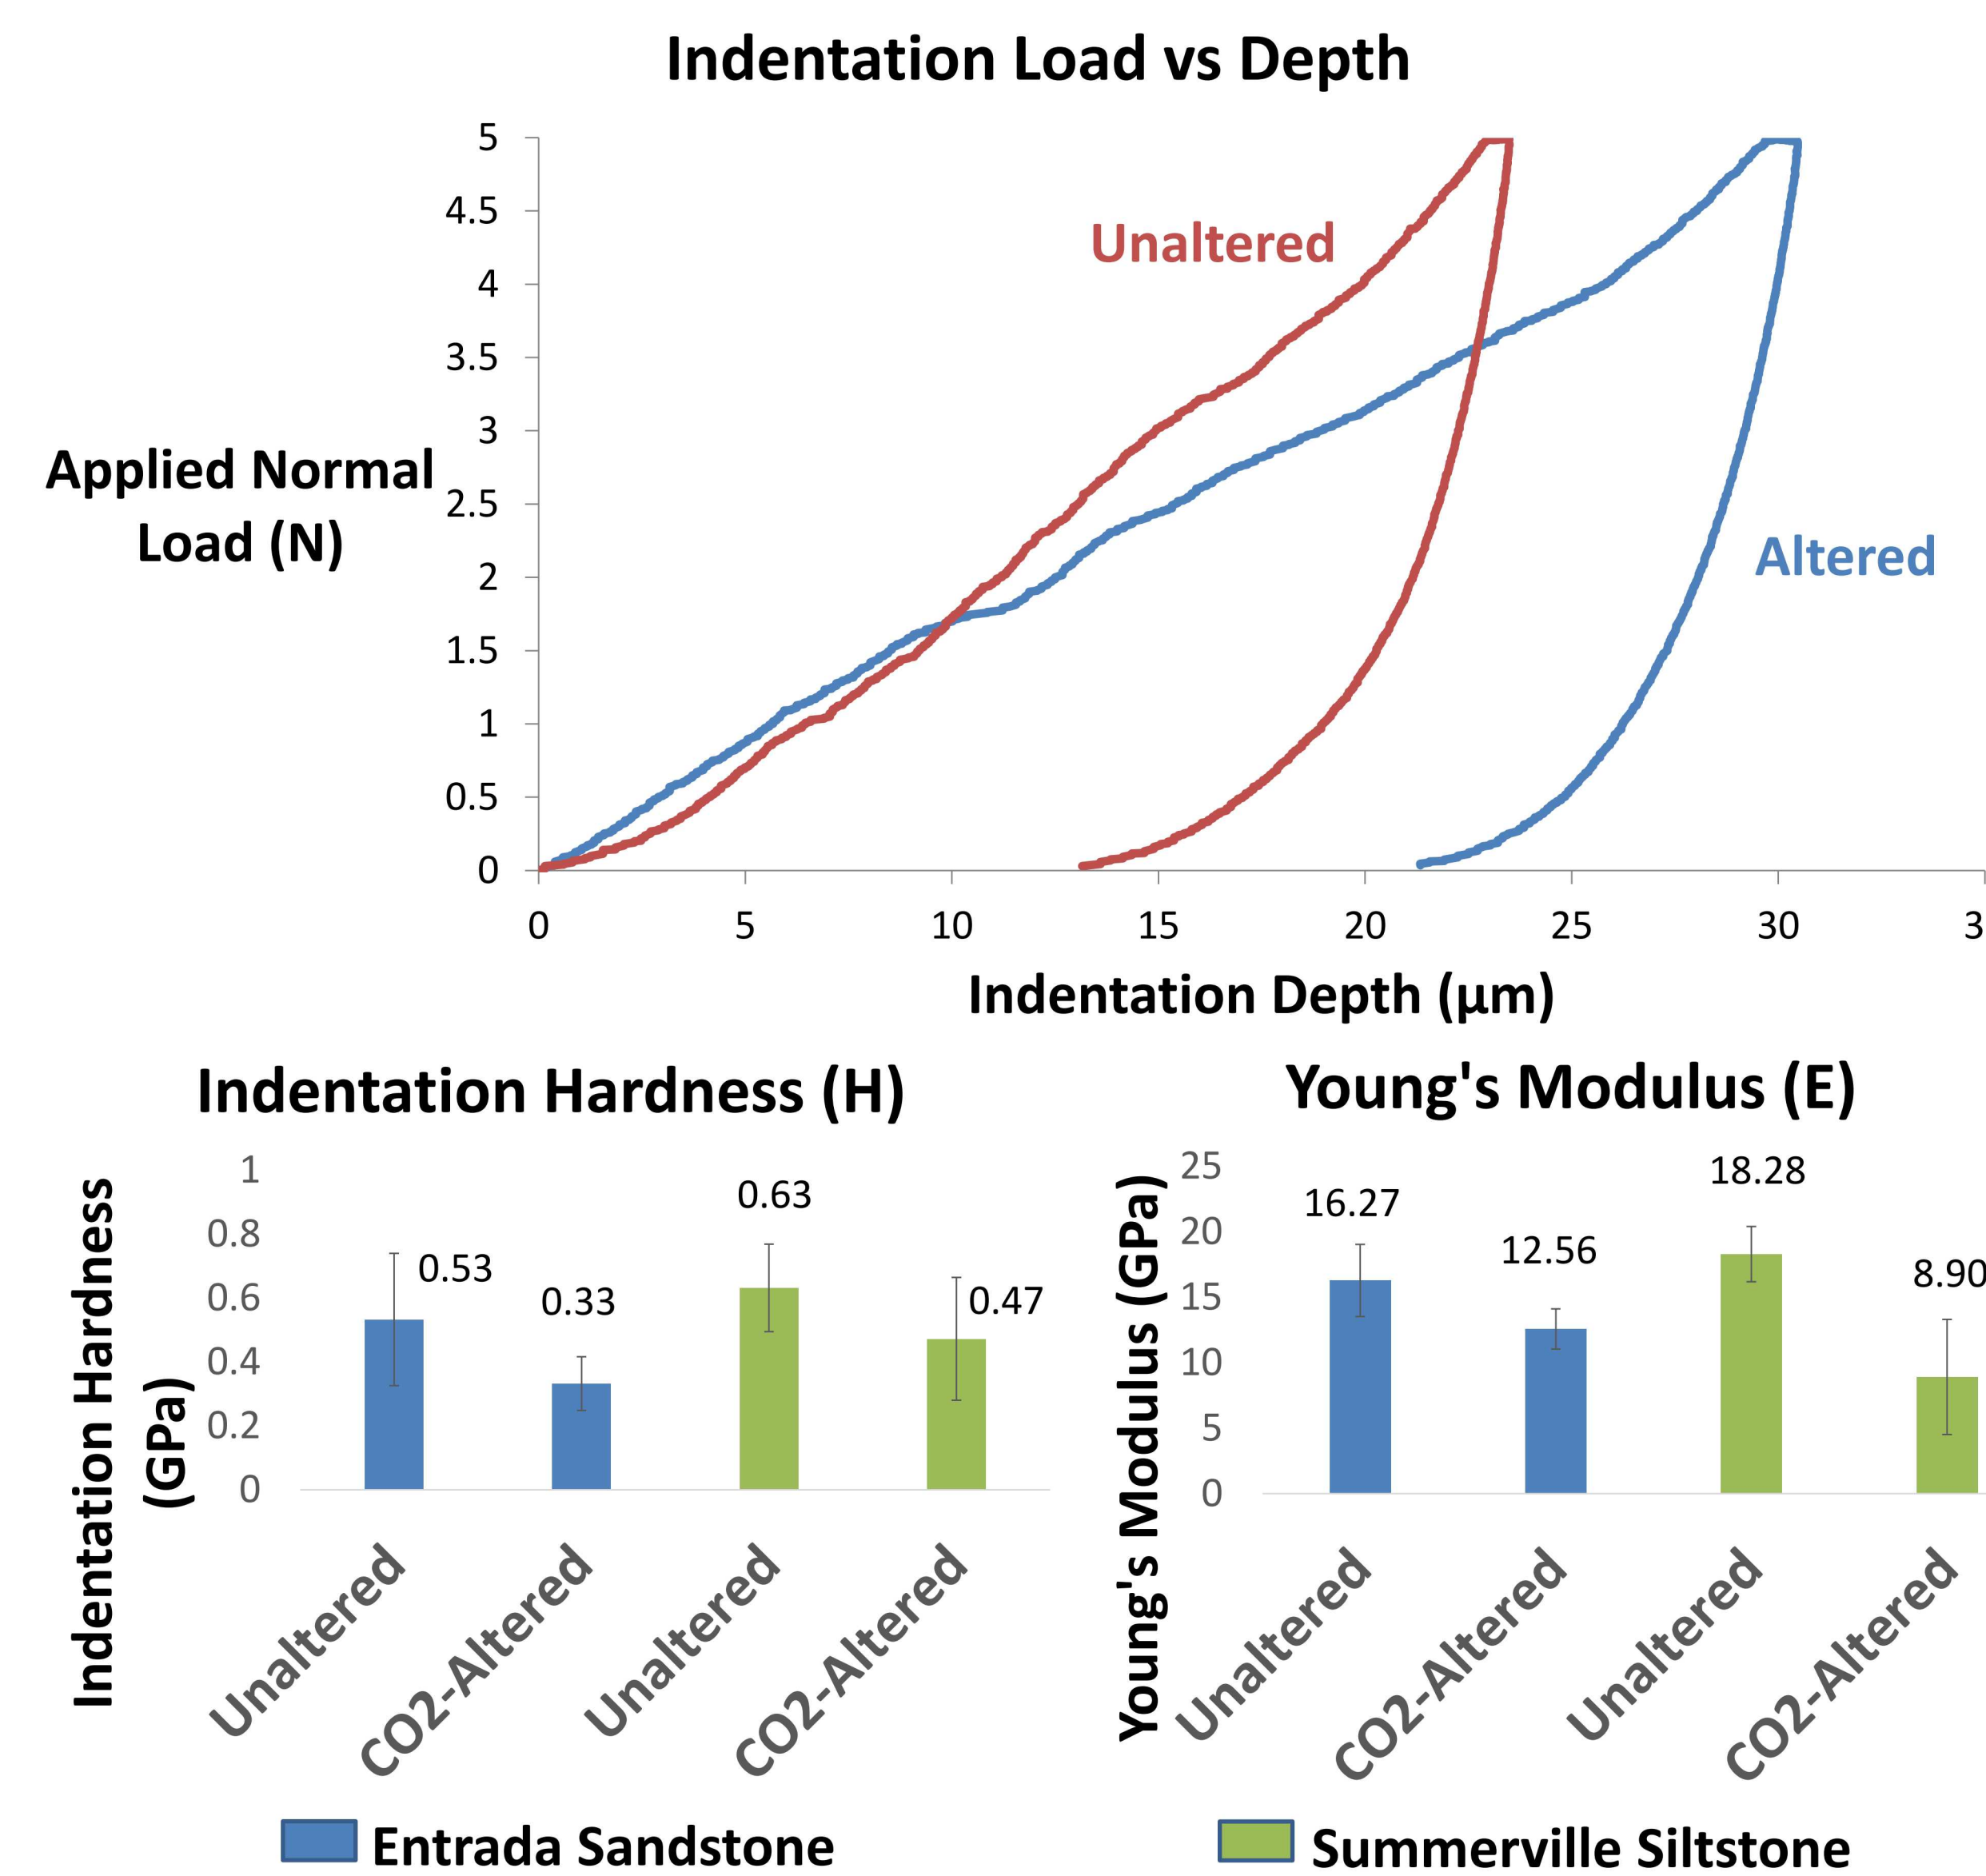 Indentation Load vs Depth
5
4.5
4
3.5
3
2.5
2
1.5
1
0.5
0
Applied Normal
Load (N)
Unaltered
Altered
0 5 10 15 20 25 30 3
Indentation Depth (μm)
Indentation Hardness (H)
Indentation Hardness
(GPa)
1
0.8
0.6
0.4
0.2
0
0.53
0.33
0.63
0.47
Unaltered
CO2-Altered
Unaltered
CO2-Altered
Young's Modulus (E)
Young's Modulus (GPa)
25
20
15
10
5
0
16.27
12.56
18.28
8.90
Unaltered
CO2-Altered
Unaltered
CO2-Altered
Entrada Sandstone
Summerville Siltstone